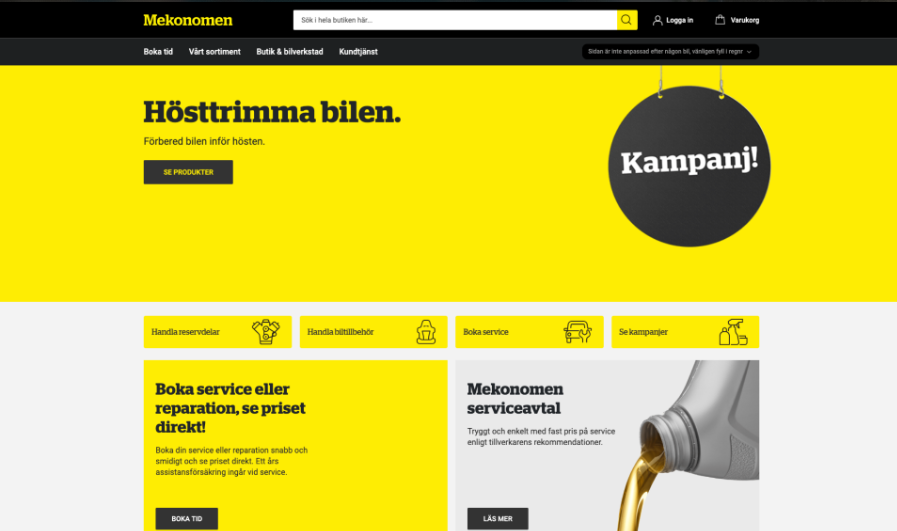 Mekonomen
Sök i hela butiken här...
Logga in
Varukorg
Boka tid
Vårt sortiment
Butik & bilverkstad
Kundtjänst
Sidan är inte anpassad efter någon bil, vänligen fyll i regnr
Hösttrimma bilen.
Förbered bilen inför hösten.
SE PRODUKTER
Kampanj!
Handla reservdelar
Handla biltillbehör
Boka service
Se kampanjer
Boka service eller
reparation, se priset
direkt!
Boka din service eller reparation snabb och
smidigt och se priset direkt. Ett års
assistansförsäkring ingår vid service.
BOKA TID
Mekonomen
serviceavtal
Tryggt och enkelt med fast pris på service
enligt tillverkarens rekommendationer.
LÄS MER